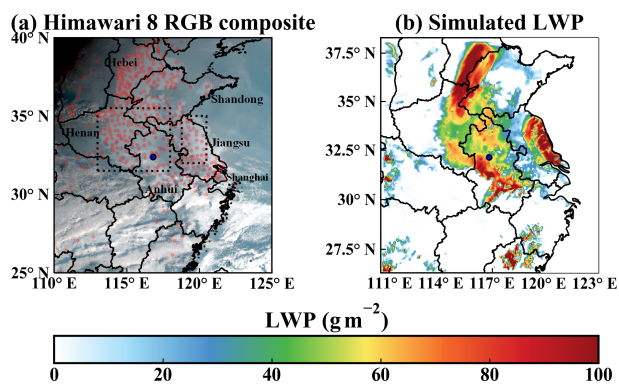 (a) Himawari 8 RGB composite
(b) Simulated LWP
40° N
35° N
30° N
25° N
110° E
115° E
120° E
125° E
Hebei
Shandong
Henan
Jiangsu
Anhui
Shanghai
37.5° N
35° N
32.5° N
30° N
27.5° N
111° E
114° E
117° E
120° E
123° E
LWP (g m⁻²)
0
20
40
60
80
100